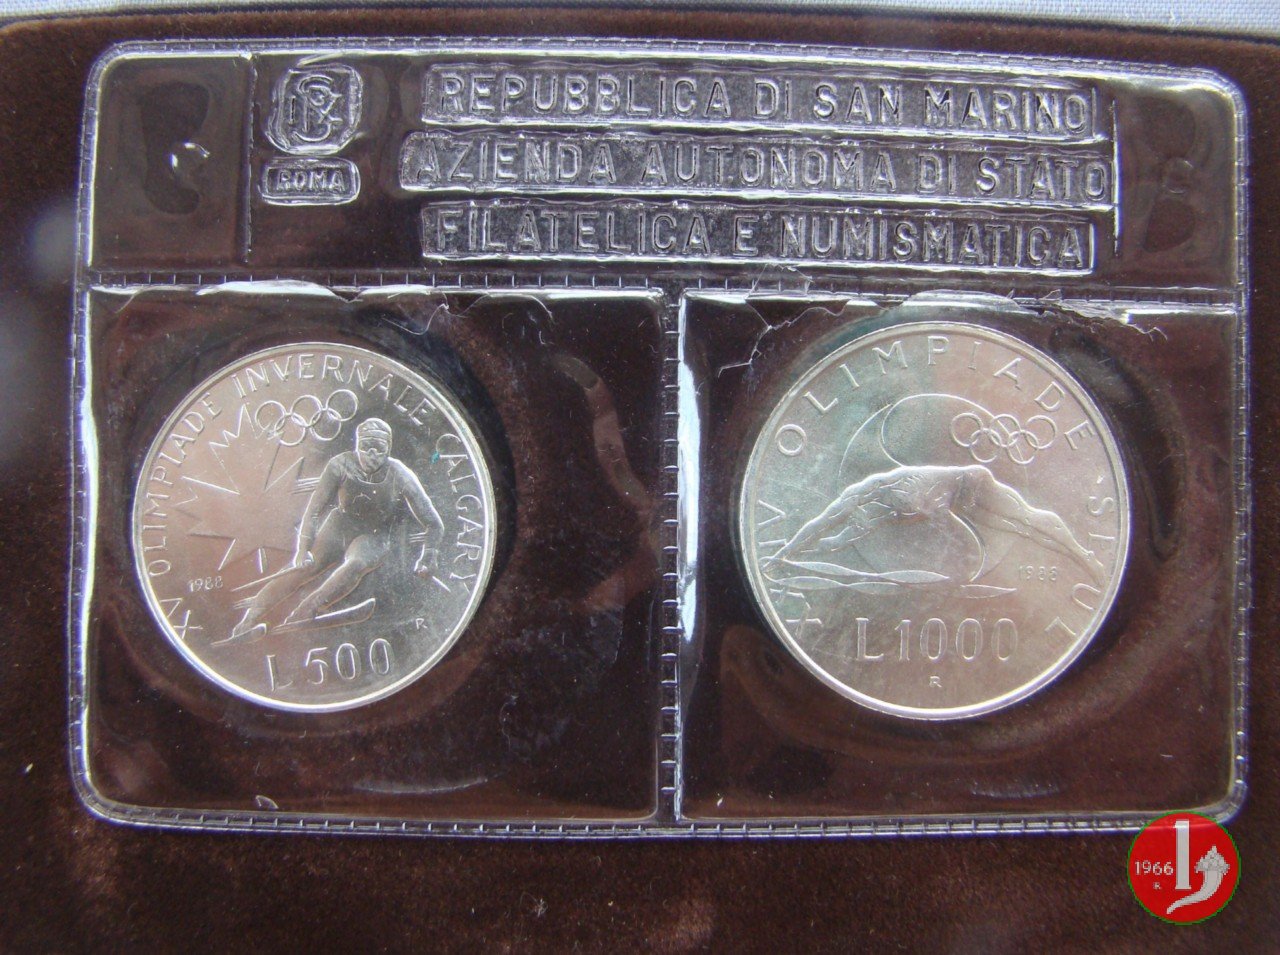 REPUBBLICA DI SAN MARINO
AZIENDA AUTONOMA DI STATO
FILATELICA E NUMISMATICA
ROMA
XV OLIMPIADE INVERNALE CALGARY
1988
R
L 500
XXIV OLIMPIADE - SEUL
1988
L 1000
R
1966
R